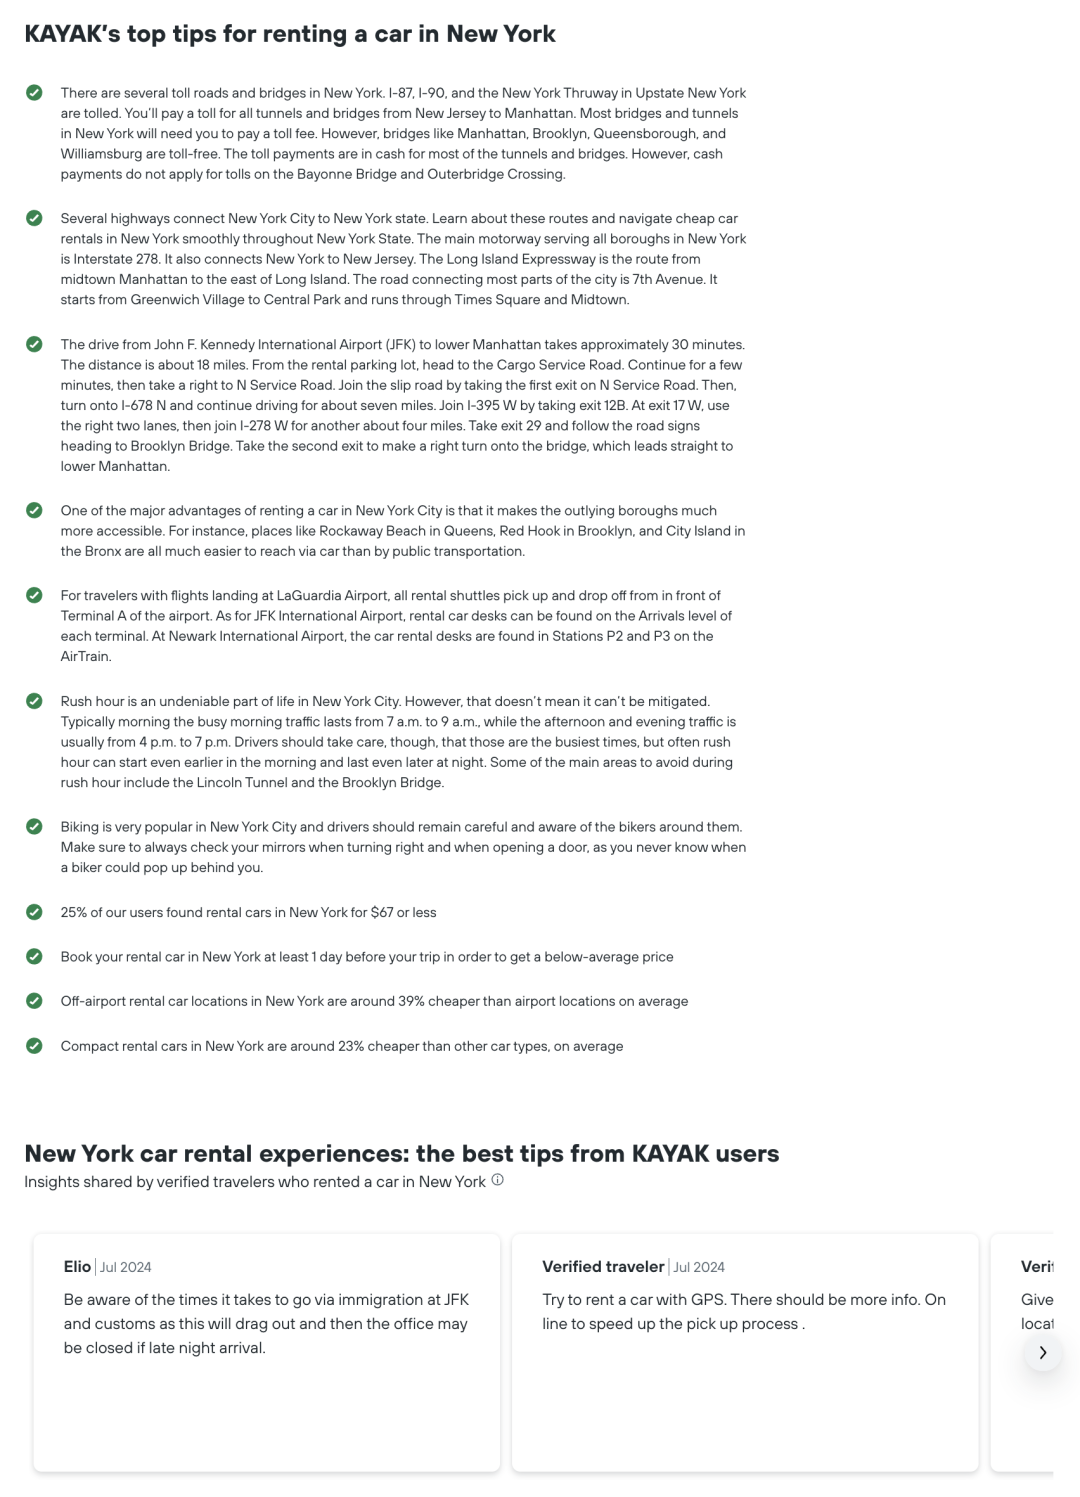 KAYAK’s top tips for renting a car in New York
There are several toll roads and bridges in New York. I-87, I-90, and the New York Thruway in Upstate New York
are tolled. You’ll pay a toll for all tunnels and bridges from New Jersey to Manhattan. Most bridges and tunnels
in New York will need you to pay a toll fee. However, bridges like Manhattan, Brooklyn, Queensborough, and
Williamsburg are toll-free. The toll payments are in cash for most of the tunnels and bridges. However, cash
payments do not apply for tolls on the Bayonne Bridge and Outerbridge Crossing.
Several highways connect New York City to New York state. Learn about these routes and navigate cheap car
rentals in New York smoothly throughout New York State. The main motorway serving all boroughs in New York
is Interstate 278. It also connects New York to New Jersey. The Long Island Expressway is the route from
midtown Manhattan to the east of Long Island. The road connecting most parts of the city is 7th Avenue. It
starts from Greenwich Village to Central Park and runs through Times Square and Midtown.
The drive from John F. Kennedy International Airport (JFK) to lower Manhattan takes approximately 30 minutes.
The distance is about 18 miles. From the rental parking lot, head to the Cargo Service Road. Continue for a few
minutes, then take a right to N Service Road. Join the slip road by taking the first exit on N Service Road. Then,
turn onto I-678 N and continue driving for about seven miles. Join I-395 W by taking exit 12B. At exit 17 W, use
the right two lanes, then join I-278 W for another about four miles. Take exit 29 and follow the road signs
heading to Brooklyn Bridge. Take the second exit to make a right turn onto the bridge, which leads straight to
lower Manhattan.
One of the major advantages of renting a car in New York City is that it makes the outlying boroughs much
more accessible. For instance, places like Rockaway Beach in Queens, Red Hook in Brooklyn, and City Island in
the Bronx are all much easier to reach via car than by public transportation.
For travelers with flights landing at LaGuardia Airport, all rental shuttles pick up and drop off from in front of
Terminal A of the airport. As for JFK International Airport, rental car desks can be found on the Arrivals level of
each terminal. At Newark International Airport, the car rental desks are found in Stations P2 and P3 on the
AirTrain.
Rush hour is an undeniable part of life in New York City. However, that doesn’t mean it can’t be mitigated.
Typically morning the busy morning traffic lasts from 7 a.m. to 9 a.m., while the afternoon and evening traffic is
usually from 4 p.m. to 7 p.m. Drivers should take care, though, that those are the busiest times, but often rush
hour can start even earlier in the morning and last even later at night. Some of the main areas to avoid during
rush hour include the Lincoln Tunnel and the Brooklyn Bridge.
Biking is very popular in New York City and drivers should remain careful and aware of the bikers around them.
Make sure to always check your mirrors when turning right and when opening a door, as you never know when
a biker could pop up behind you.
25% of our users found rental cars in New York for $67 or less
Book your rental car in New York at least 1 day before your trip in order to get a below-average price
Off-airport rental car locations in New York are around 39% cheaper than airport locations on average
Compact rental cars in New York are around 23% cheaper than other car types, on average
New York car rental experiences: the best tips from KAYAK users
Insights shared by verified travelers who rented a car in New York
Elio Jul 2024
Be aware of the times it takes to go via immigration at JFK
and customs as this will drag out and then the office may
be closed if late night arrival.
Verified traveler Jul 2024
Try to rent a car with GPS. There should be more info. On
line to speed up the pick up process .
Give